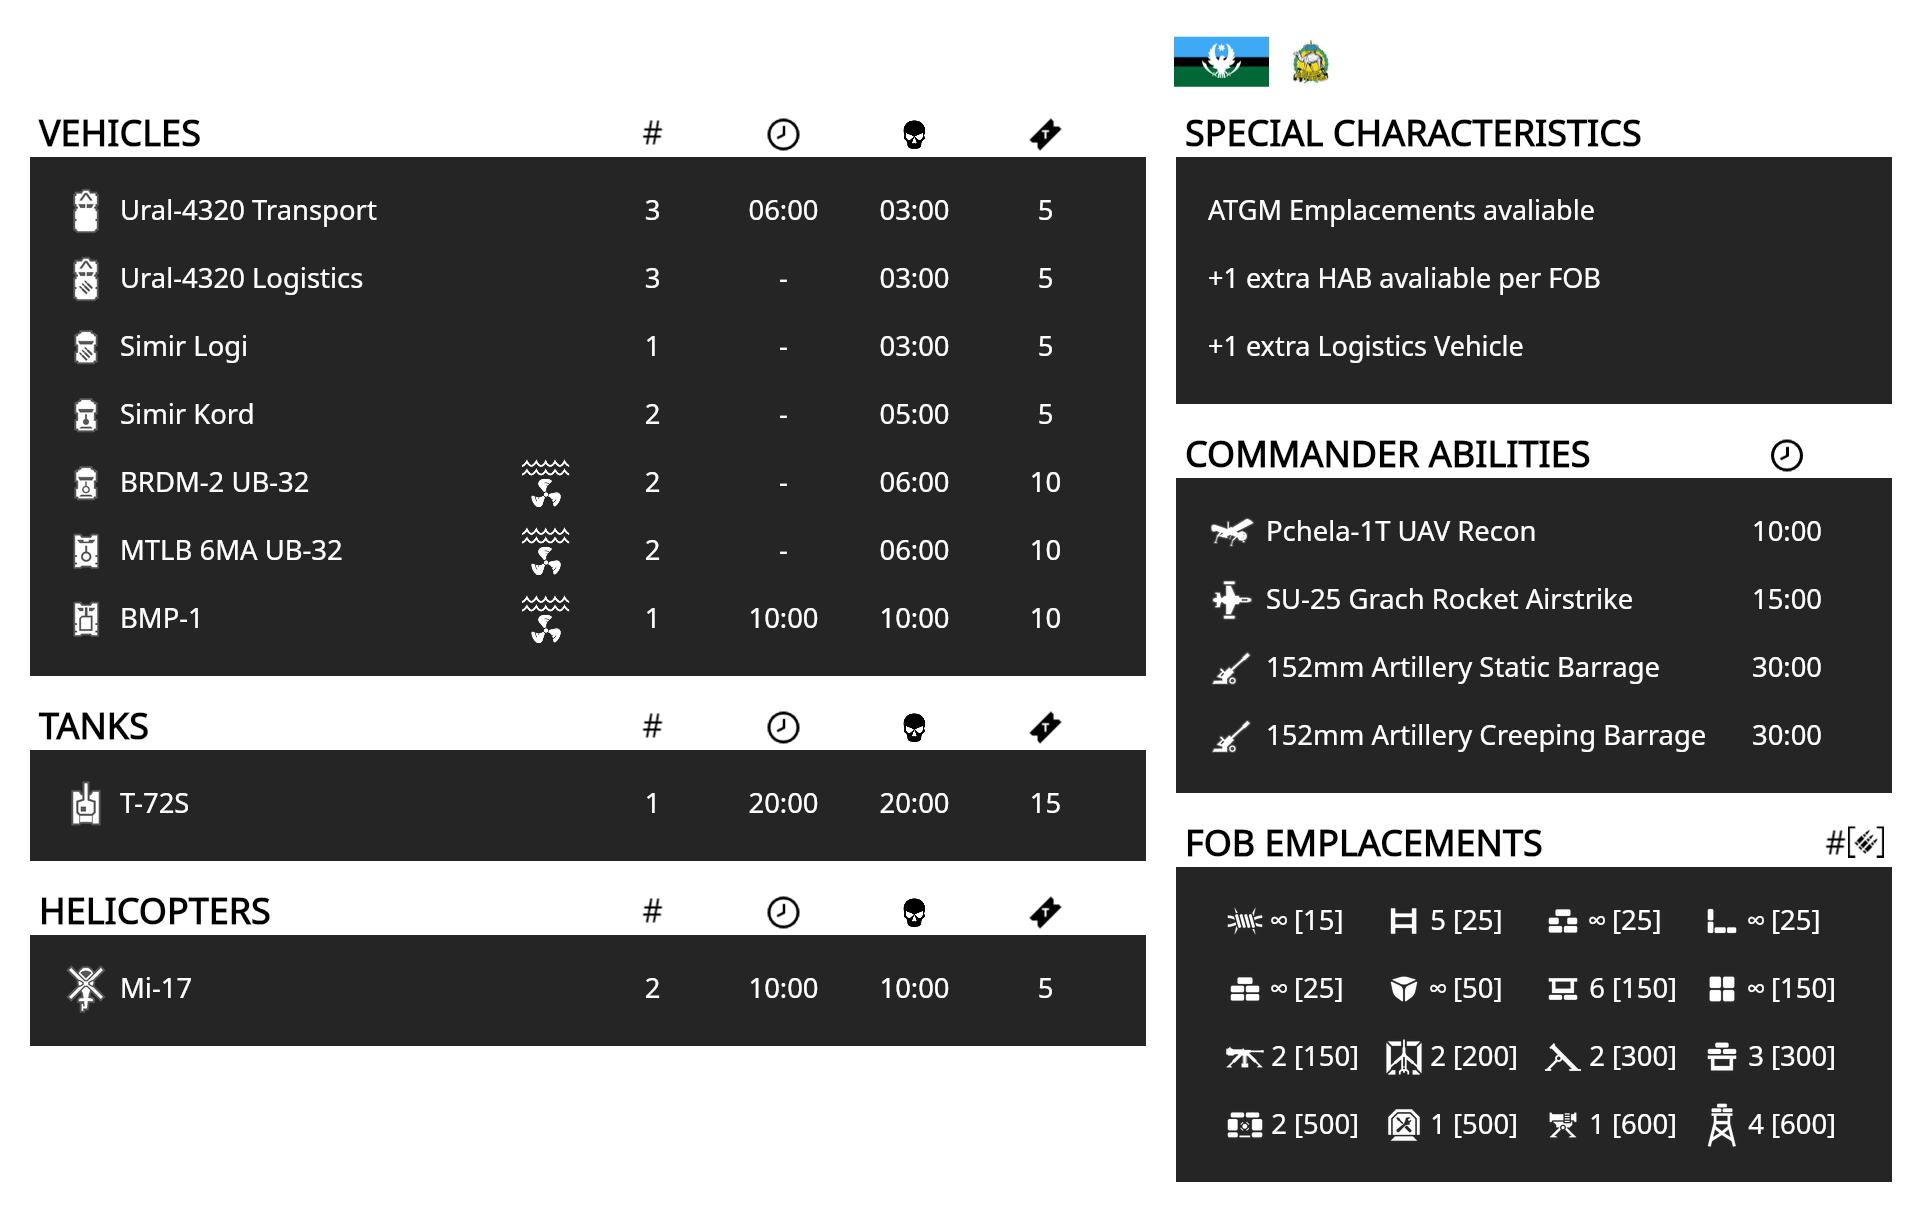 VEHICLES #
Ural-4320 Transport 3 06:00 03:00 5
Ural-4320 Logistics 3 - 03:00 5
Simir Logi 1 - 03:00 5
Simir Kord 2 - 05:00 5
BRDM-2 UB-32 2 - 06:00 10
MTLB 6MA UB-32 2 - 06:00 10
BMP-1 1 10:00 10:00 10
TANKS #
T-72S 1 20:00 20:00 15
HELICOPTERS #
Mi-17 2 10:00 10:00 5
SPECIAL CHARACTERISTICS
ATGM Emplacements avaliable
+1 extra HAB avaliable per FOB
+1 extra Logistics Vehicle
COMMANDER ABILITIES
Pchela-1T UAV Recon 10:00
SU-25 Grach Rocket Airstrike 15:00
152mm Artillery Static Barrage 30:00
152mm Artillery Creeping Barrage 30:00
FOB EMPLACEMENTS #[ ]
∞ [15] 5 [25] ∞ [25] ∞ [25]
∞ [25] ∞ [50] 6 [150] ∞ [150]
2 [150] 2 [200] 2 [300] 3 [300]
2 [500] 1 [500] 1 [600] 4 [600]